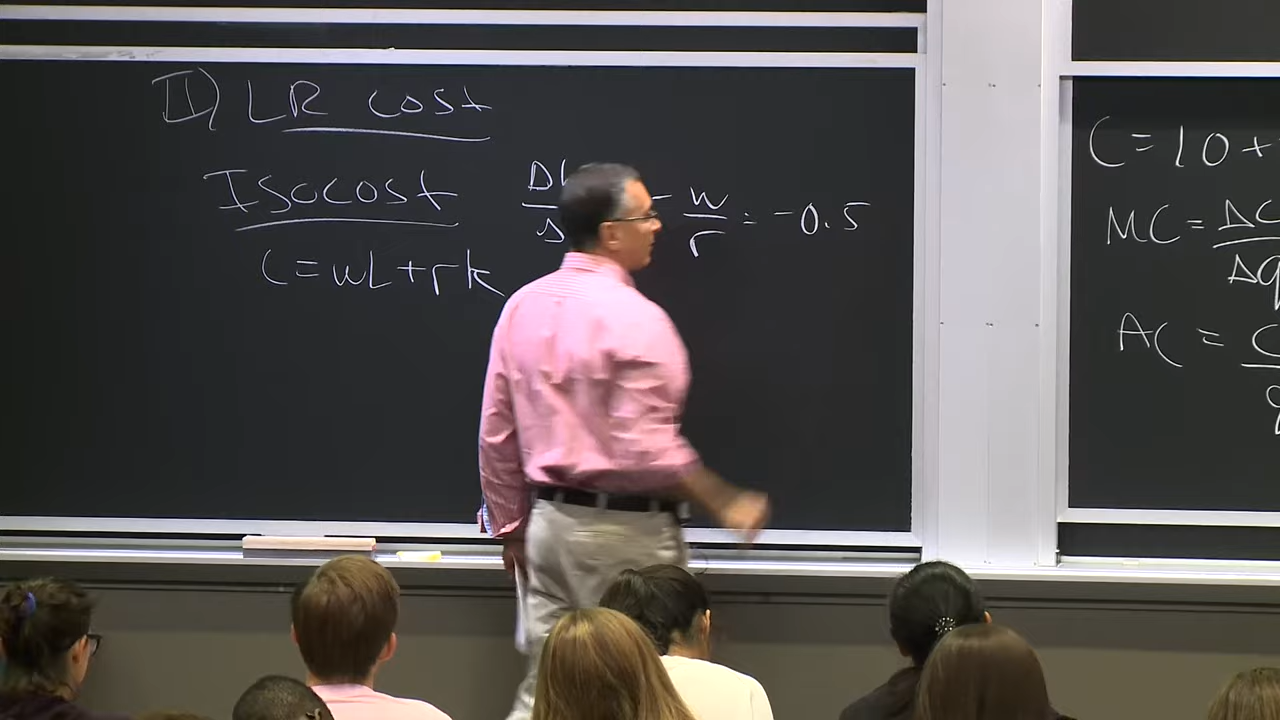 II) LR cost
Isocost
C = wL + rk
Δ
Δ
- w/r = -0.5
C = 10 +
MC = ΔC/Δq
AC = C/q